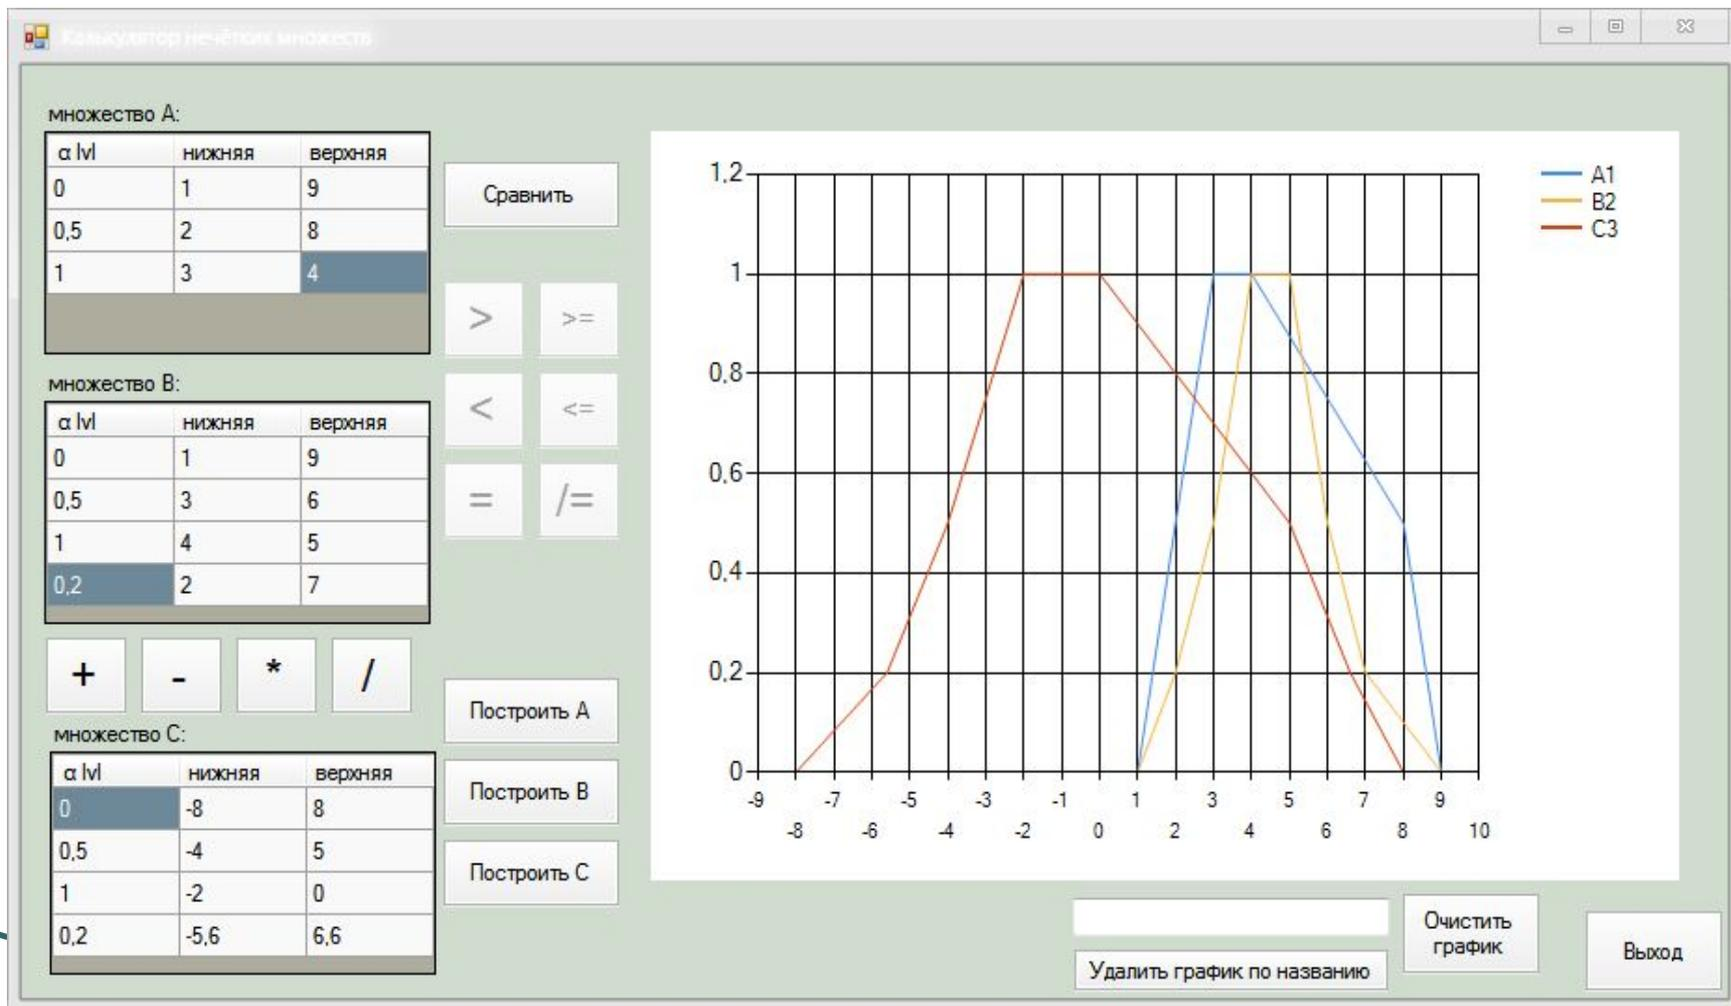 Калькулятор нечётких множеств
множество A:
α lvl нижняя верхняя
0 1 9
0,5 2 8
1 3 4
множество B:
α lvl нижняя верхняя
0 1 9
0,5 3 6
1 4 5
0,2 2 7
+ - * /
множество C:
α lvl нижняя верхняя
0 -8 8
0,5 -4 5
1 -2 0
0,2 -5,6 6,6
Сравнить
> >=
< <=
= /=
Построить A
Построить B
Построить C
1,2
1
0,8
0,6
0,4
0,2
0
-9 -7 -5 -3 -1 1 3 5 7 9
-8 -6 -4 -2 0 2 4 6 8 10
A1
B2
C3
Удалить график по названию
Очистить
график
Выход